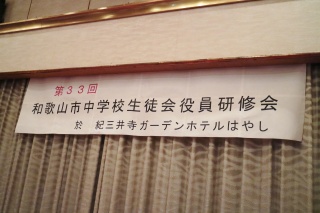 第33回
和歌山市中学校生徒会役員研修会
於 紀三井寺ガーデンホテルはやし